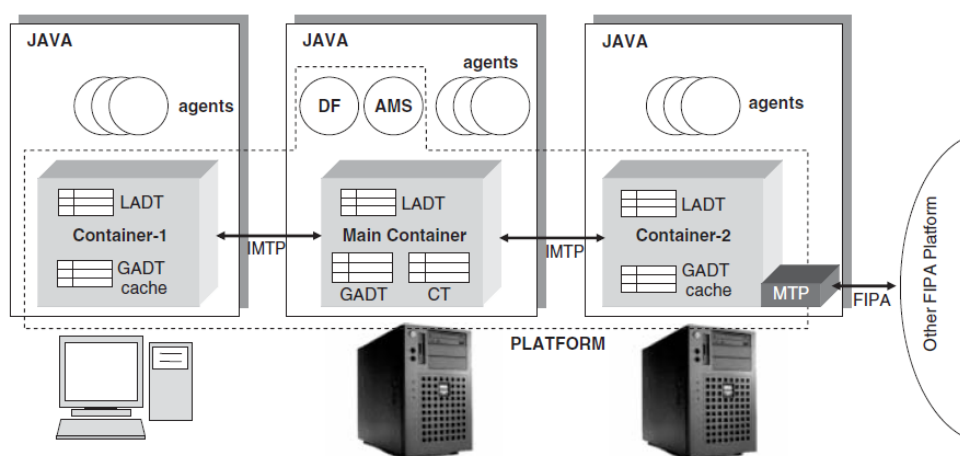 JAVA
agents
LADT
Container-1
GADT
cache
IMTP
JAVA
DF
AMS
agents
LADT
Main Container
GADT
CT
IMTP
JAVA
agents
LADT
Container-2
GADT
cache
MTP
FIPA
Other FIPA Platform
PLATFORM